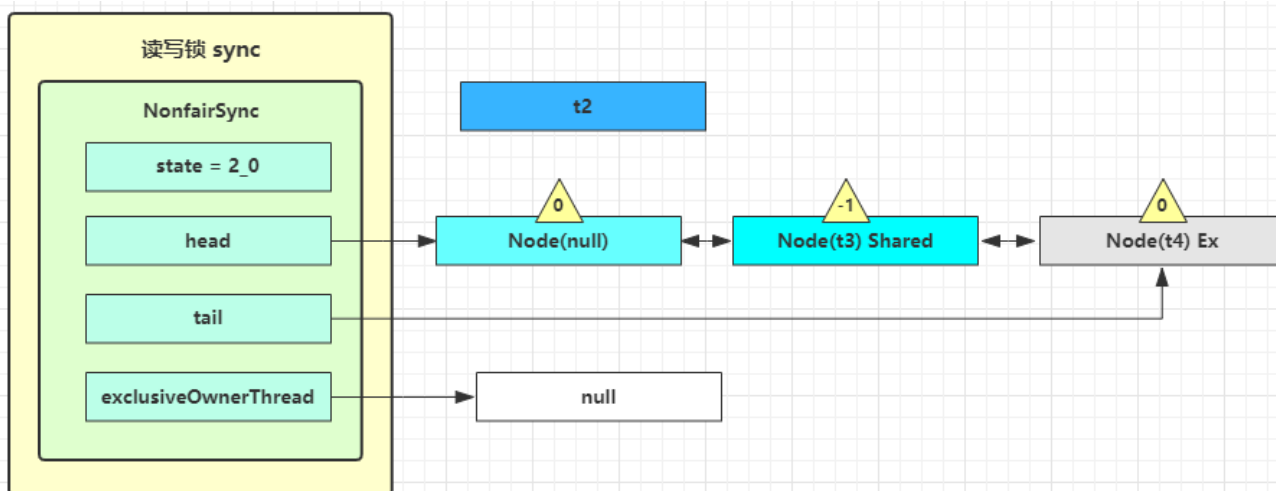 读写锁 sync
NonfairSync
t2
state = 2_0
0
-1
0
head
Node(null)
Node(t3) Shared
Node(t4) Ex
tail
exclusiveOwnerThread
null